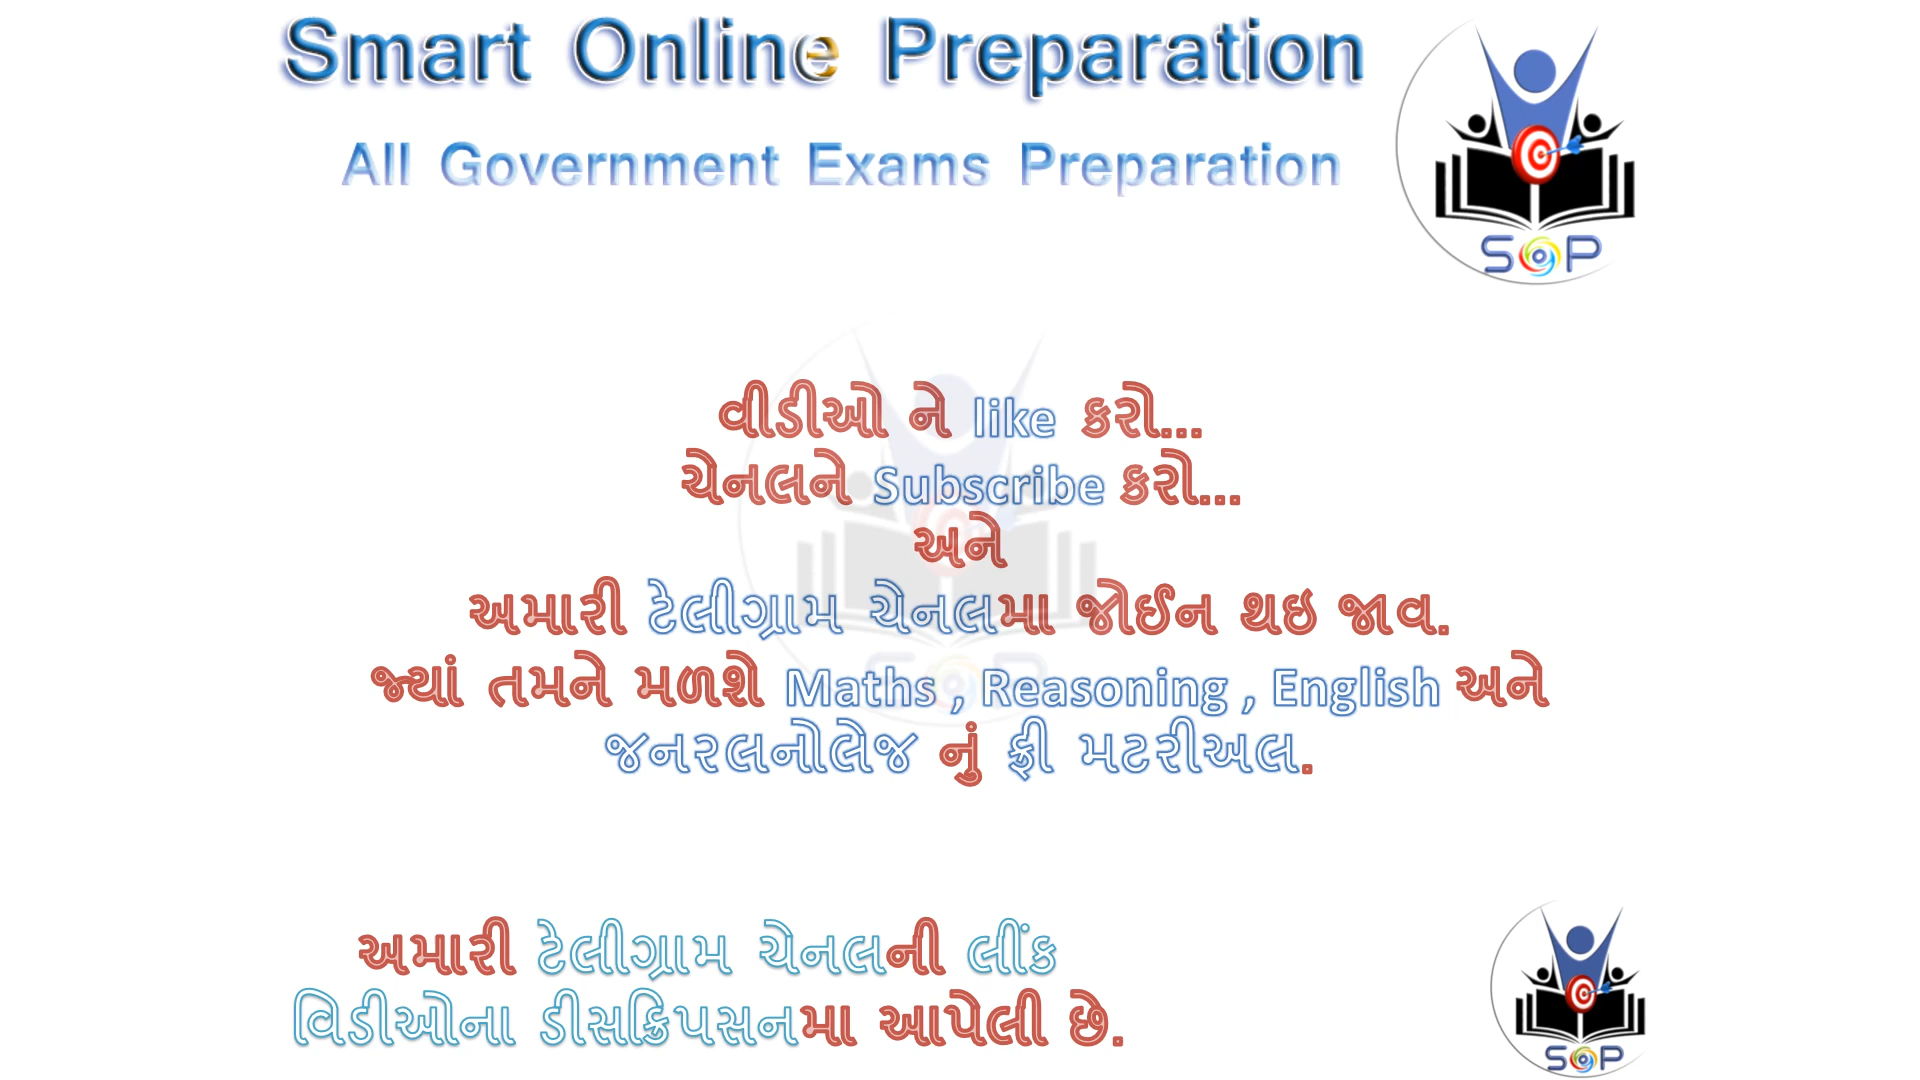 Smart Online Preparation
All Government Exams Preparation
SOP
વીડીઓ ને like કરો...
ચેનલને Subscribe કરો...
અને
અમારી ટેલીગ્રામ ચેનલમા જોઈન થઇ જાવ.
જ્યાં તમને મળશે Maths , Reasoning , English અને
જનરલનોલેજ નું ફ્રી મટરીઅલ.
SOP
અમારી ટેલીગ્રામ ચેનલની લીંક
વિડીઓના ડીસક્રિપસનમા આપેલી છે.
SOP